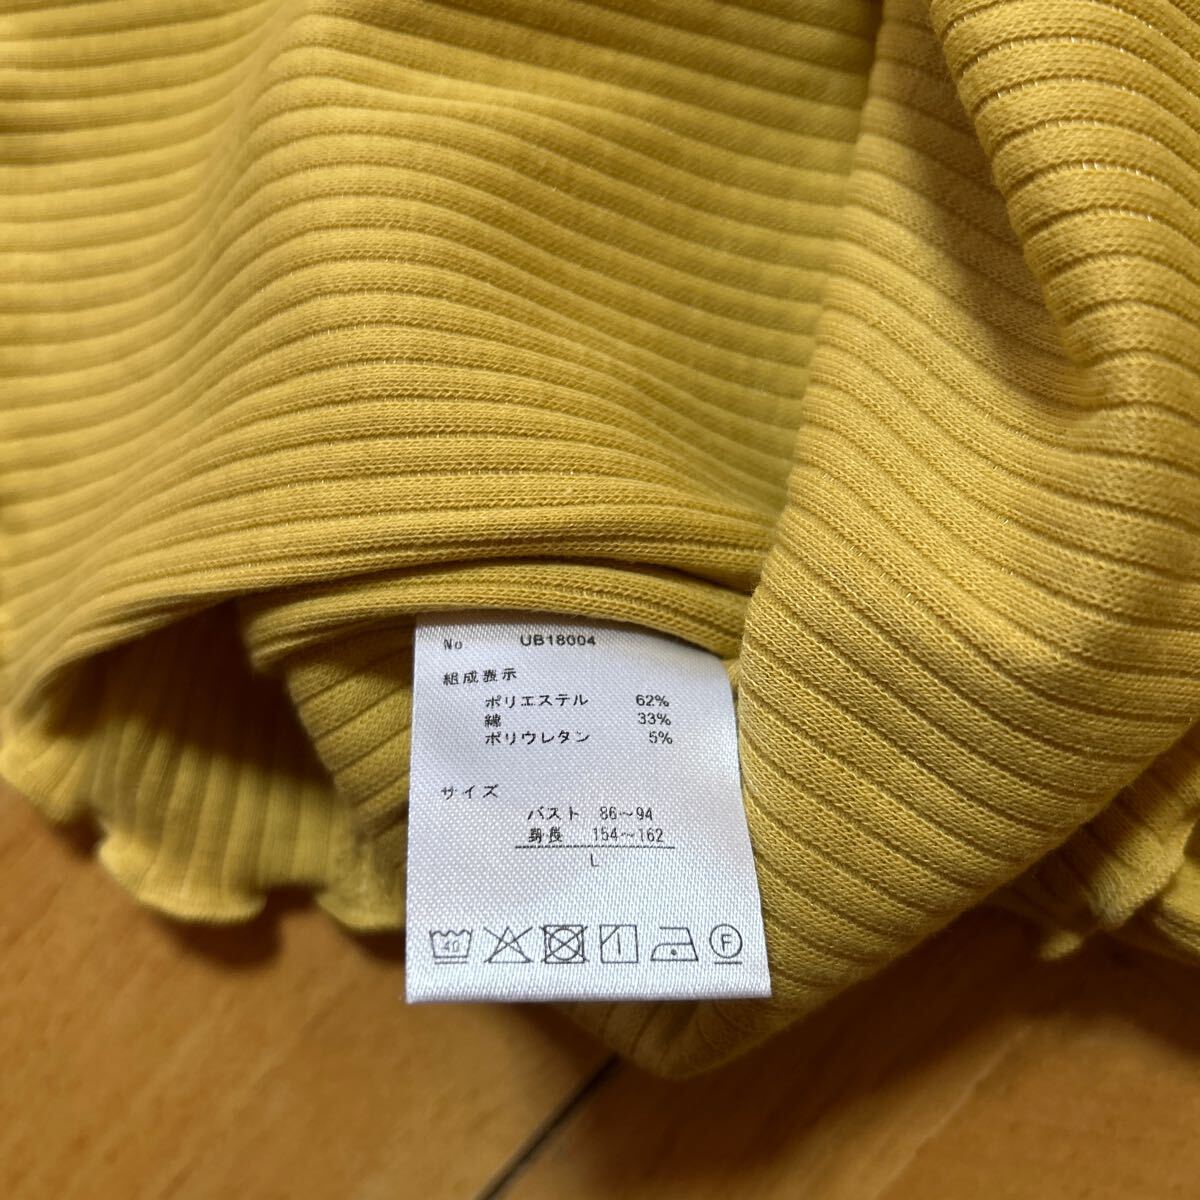 No UB18004
組成表示
ポリエステル 62%
綿 33%
ポリウレタン 5%
サイズ
バスト 86～94
身長 154～162
L
40
F